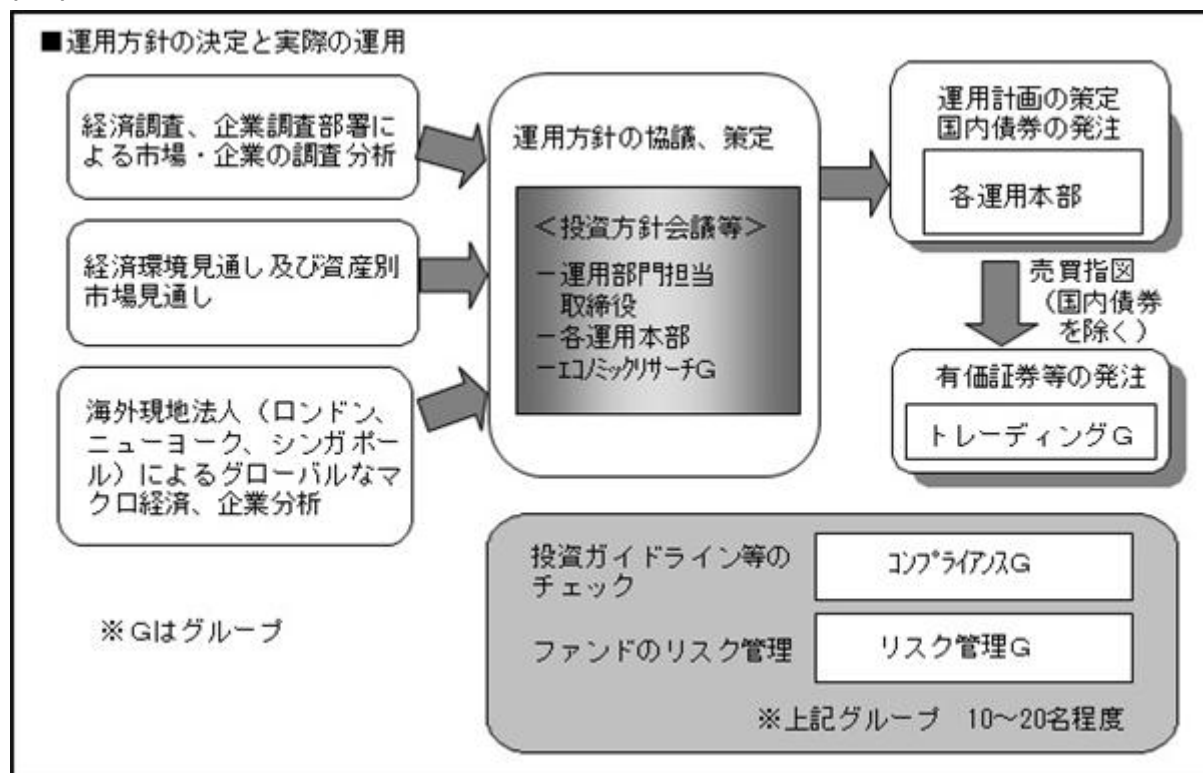 ■運用方針の決定と実際の運用
経済調査、企業調査部署に
よる市場・企業の調査分析
経済環境見通し及び資産別
市場見通し
海外現地法人（ロンドン、
ニューヨーク、シンガポー
ル）によるグローバルなマ
クロ経済、企業分析
※Gはグループ
運用方針の協議、策定
＜投資方針会議等＞
－運用部門担当
取締役
－各運用本部
－ｴｺﾉﾐｯｸﾘｻｰﾁG
運用計画の策定
国内債券の発注
各運用本部
売買指図
（国内債券
を除く）
有価証券等の発注
トレーディングG
投資ガイドライン等の
チェック
ｺﾝﾌﾟﾗｲｱﾝｽG
ファンドのリスク管理
リスク管理G
※上記グループ　10～20名程度